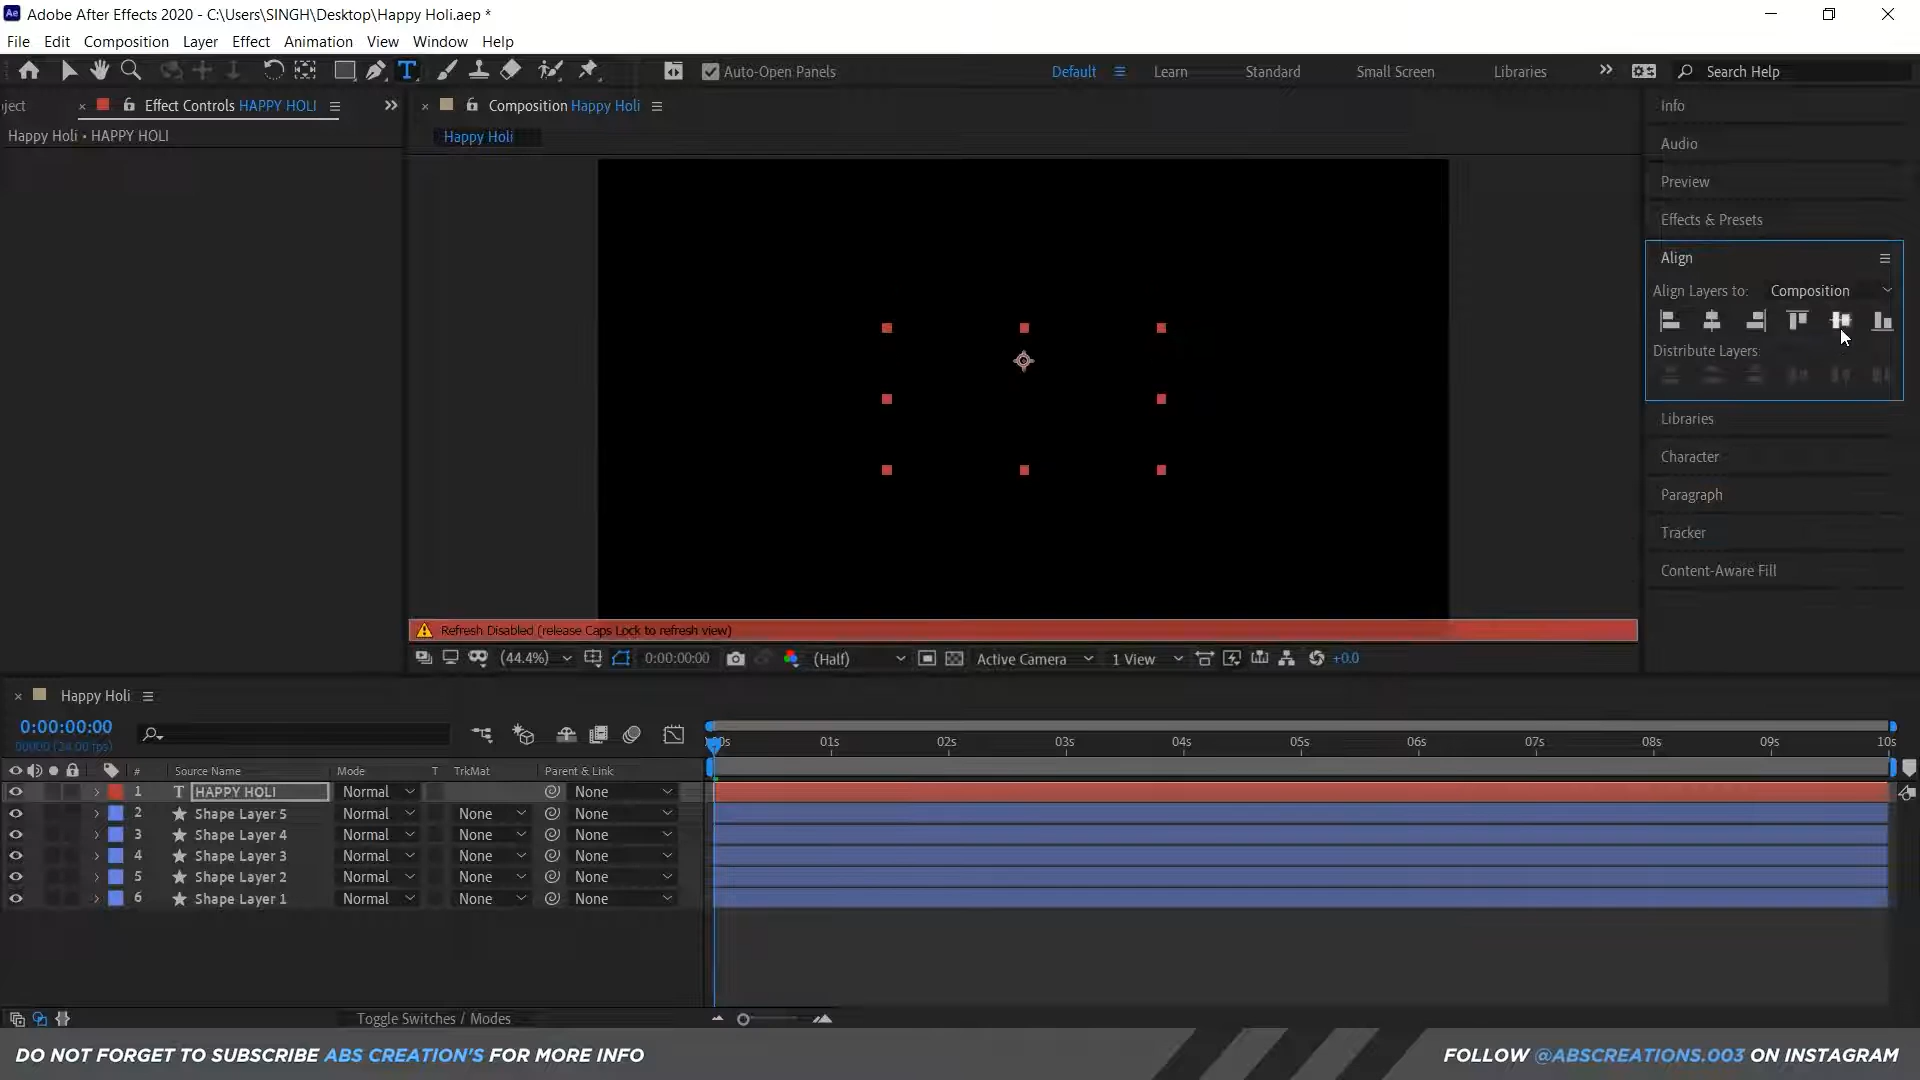 Adobe After Effects 2020 - C:\Users\SINGH\Desktop\Happy Holi.aep *
File Edit Composition Layer Effect Animation View Window Help
Auto-Open Panels Default Learn Standard Small Screen Libraries Search Help
ject Effect Controls HAPPY HOLI
Composition Happy Holi
Info
Happy Holi • HAPPY HOLI
Happy Holi
Audio
Preview
Effects & Presets
Align
Align Layers to: Composition
Distribute Layers:
Libraries
Character
Paragraph
Tracker
Content-Aware Fill
Refresh Disabled (release Caps Lock to refresh view)
(44.4%) 0:00:00:00 (Half) Active Camera 1 View +0.0
Happy Holi
0:00:00:00
00000 (24.00 fps)
01s 02s 03s 04s 05s 06s 07s 08s 09s 10s
# Source Name Mode T TrkMat Parent & Link
1 T HAPPY HOLI Normal None
2 Shape Layer 5 Normal None None
3 Shape Layer 4 Normal None None
4 Shape Layer 3 Normal None None
5 Shape Layer 2 Normal None None
6 Shape Layer 1 Normal None None
Toggle Switches / Modes
DO NOT FORGET TO SUBSCRIBE ABS CREATION'S FOR MORE INFO
FOLLOW @ABSCREATIONS.003 ON INSTAGRAM